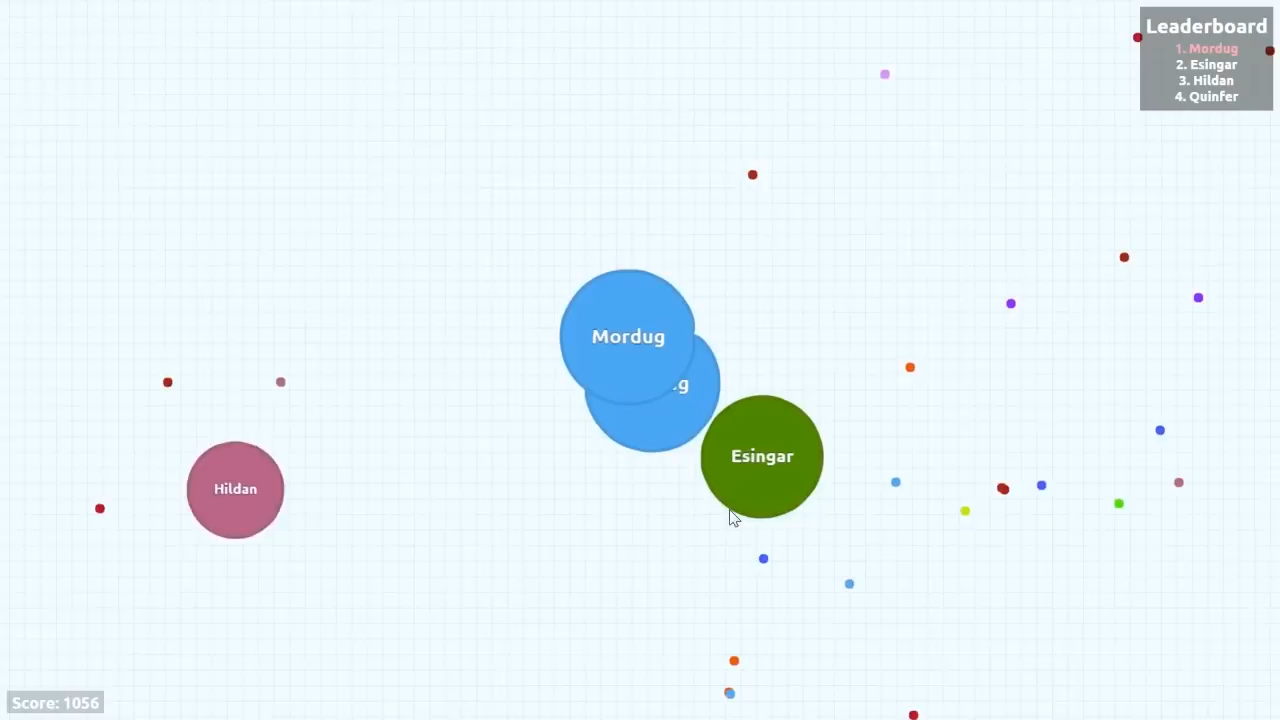 Leaderboard
1. Mordug
2. Esingar
3. Hildan
4. Quinfer
Mordug
Esingar
Hildan
Score: 1056